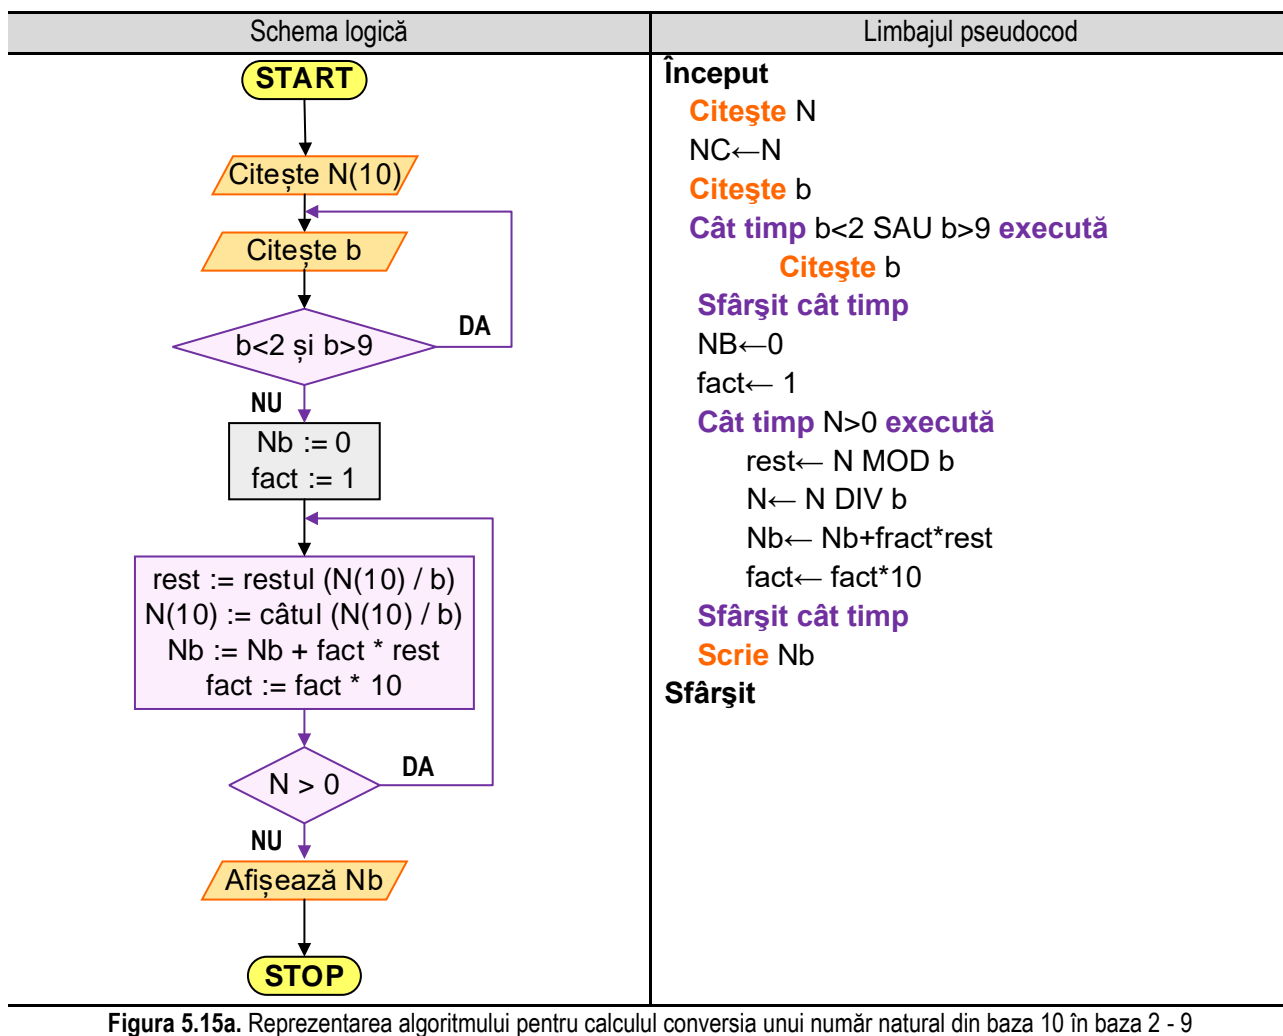 Schema logică
START
Citește N(10)
Citește b
b<2 și b>9
DA
NU
Nb := 0
fact := 1
rest := restul (N(10) / b)
N(10) := câtul (N(10) / b)
Nb := Nb + fact * rest
fact := fact * 10
N > 0
DA
NU
Afișează Nb
STOP
Limbajul pseudocod
Început
Citeşte N
NC←N
Citeşte b
Cât timp b<2 SAU b>9 execută
Citeşte b
Sfârşit cât timp
NB←0
fact← 1
Cât timp N>0 execută
rest← N MOD b
N← N DIV b
Nb← Nb+fract*rest
fact← fact*10
Sfârşit cât timp
Scrie Nb
Sfârşit
Figura 5.15a. Reprezentarea algoritmului pentru calculul conversia unui număr natural din baza 10 în baza 2 - 9